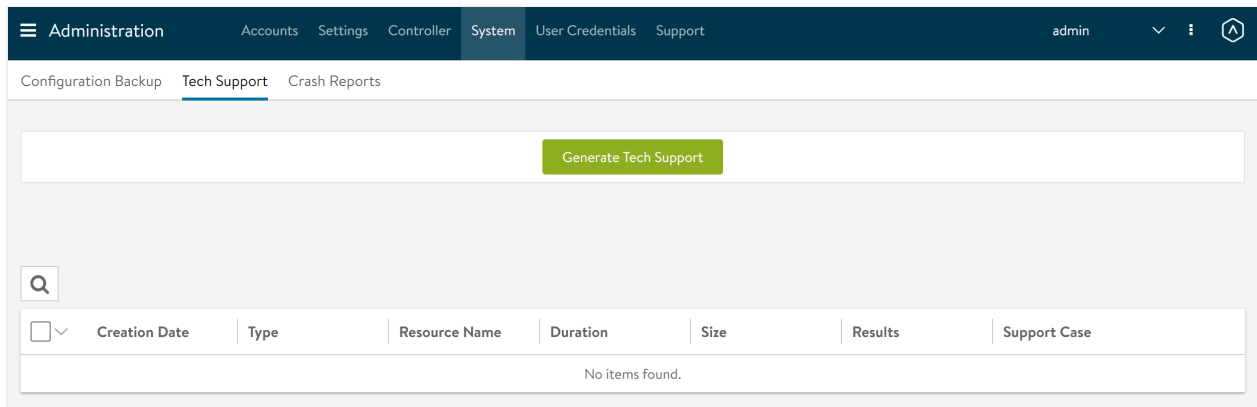 Administration Accounts Settings Controller System User Credentials Support admin
Configuration Backup Tech Support Crash Reports
Generate Tech Support
Creation Date Type Resource Name Duration Size Results Support Case
No items found.